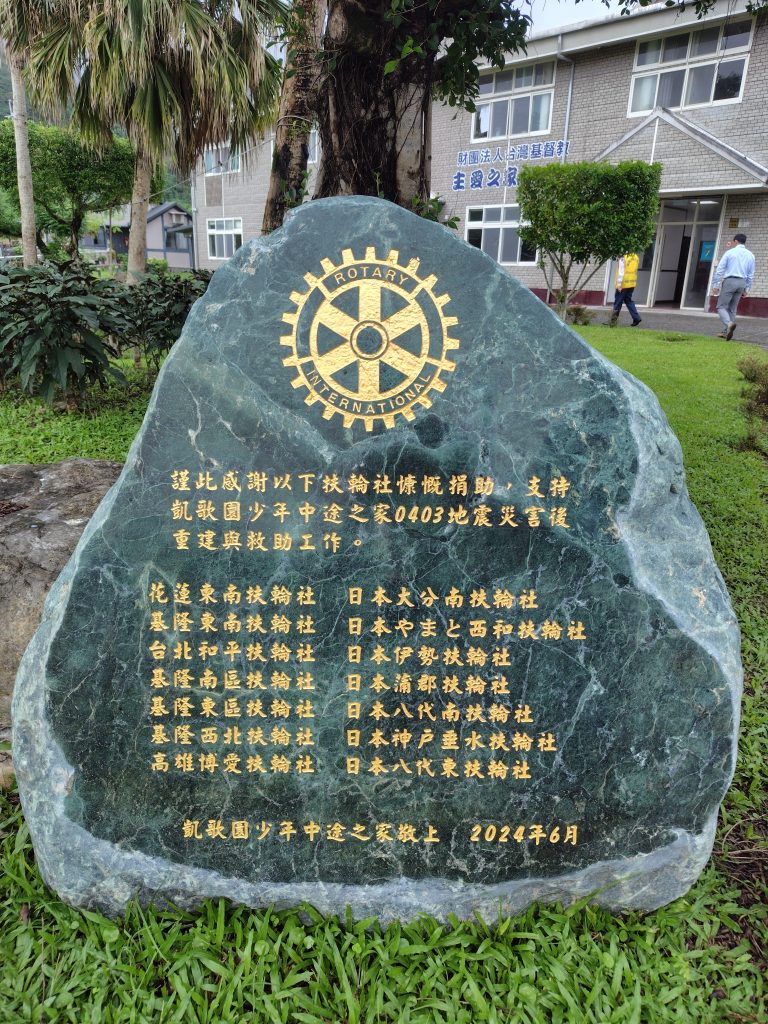 財團法人台灣基督教
主愛之家
ROTARY
INTERNATIONAL
謹此感謝以下扶輪社慷慨捐助，支持
凱歌園少年中途之家0403地震災害後
重建與救助工作。
花蓮東南扶輪社 日本大分南扶輪社
基隆東南扶輪社 日本やまと西和扶輪社
台北和平扶輪社 日本伊勢扶輪社
基隆南區扶輪社 日本蒲郡扶輪社
基隆東區扶輪社 日本八代南扶輪社
基隆西北扶輪社 日本神戶垂水扶輪社
高雄博愛扶輪社 日本八代東扶輪社
凱歌園少年中途之家敬上 2024年6月